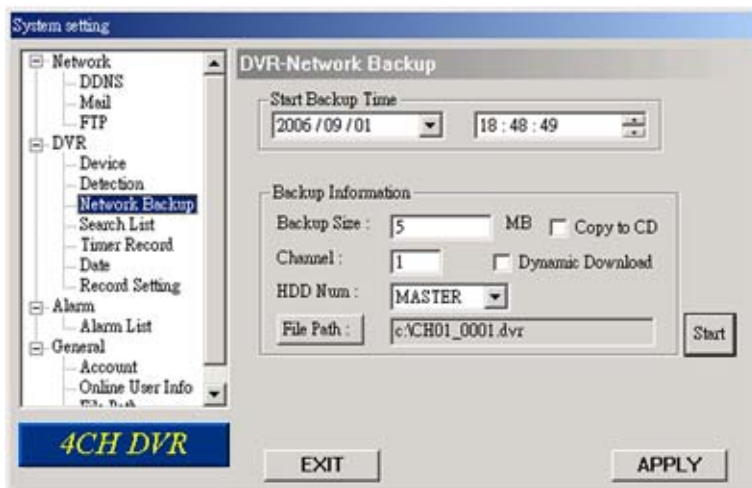 System setting
Network
DDNS
Mail
FTP
DVR
Device
Detection
Network Backup
Search List
Timer Record
Date
Record Setting
Alarm
Alarm List
General
Account
Online User Info
File Path
4CH DVR
DVR-Network Backup
Start Backup Time
2006 / 09 / 01 18 : 48 : 49
Backup Information
Backup Size : 5 MB Copy to CD
Channel : 1 Dynamic Download
HDD Num : MASTER
File Path : c:\CH01_0001.dvr
Start
EXIT APPLY